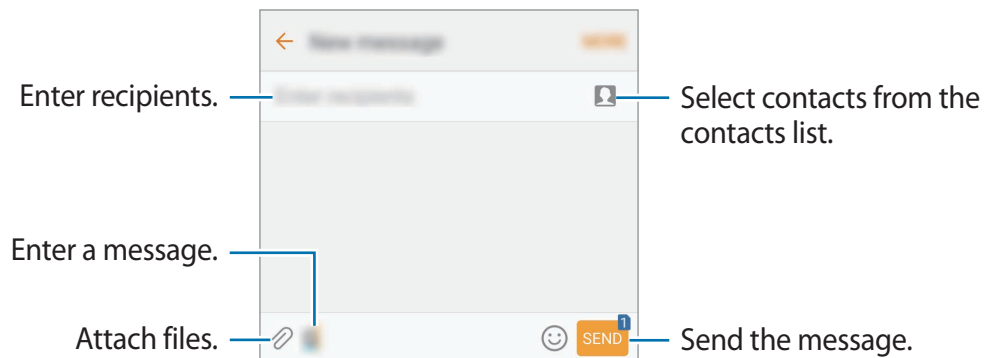 Enter recipients.
Select contacts from the
contacts list.
Enter a message.
Attach files.
SEND
1
Send the message.